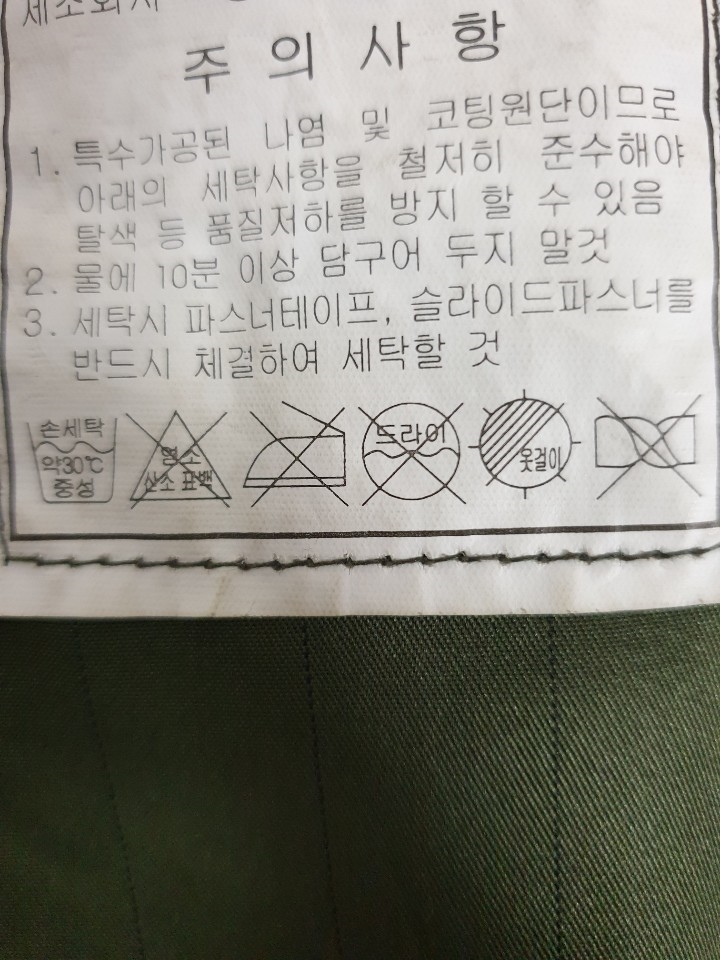 제조회사
주 의 사 항
1. 특수가공된 나염 및 코팅원단이므로
아래의 세탁사항을 철저히 준수해야
탈색 등 품질저하를 방지 할 수 있음
2. 물에 10분 이상 담구어 두지 말것
3. 세탁시 파스너테이프, 슬라이드파스너를
반드시 체결하여 세탁할 것
손세탁
약30℃
중성
염소
산소 표백
드라이
옷걸이